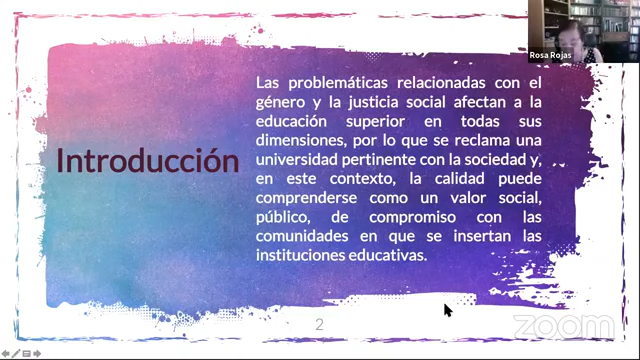 Rosa Rojas
Las problemáticas relacionadas con el
género y la justicia social afectan a la
educación superior en todas sus
dimensiones, por lo que se reclama una
universidad pertinente con la sociedad y,
en este contexto, la calidad puede
comprenderse como un valor social,
público, de compromiso con las
comunidades en que se insertan las
instituciones educativas.
Introducción
2
zoom